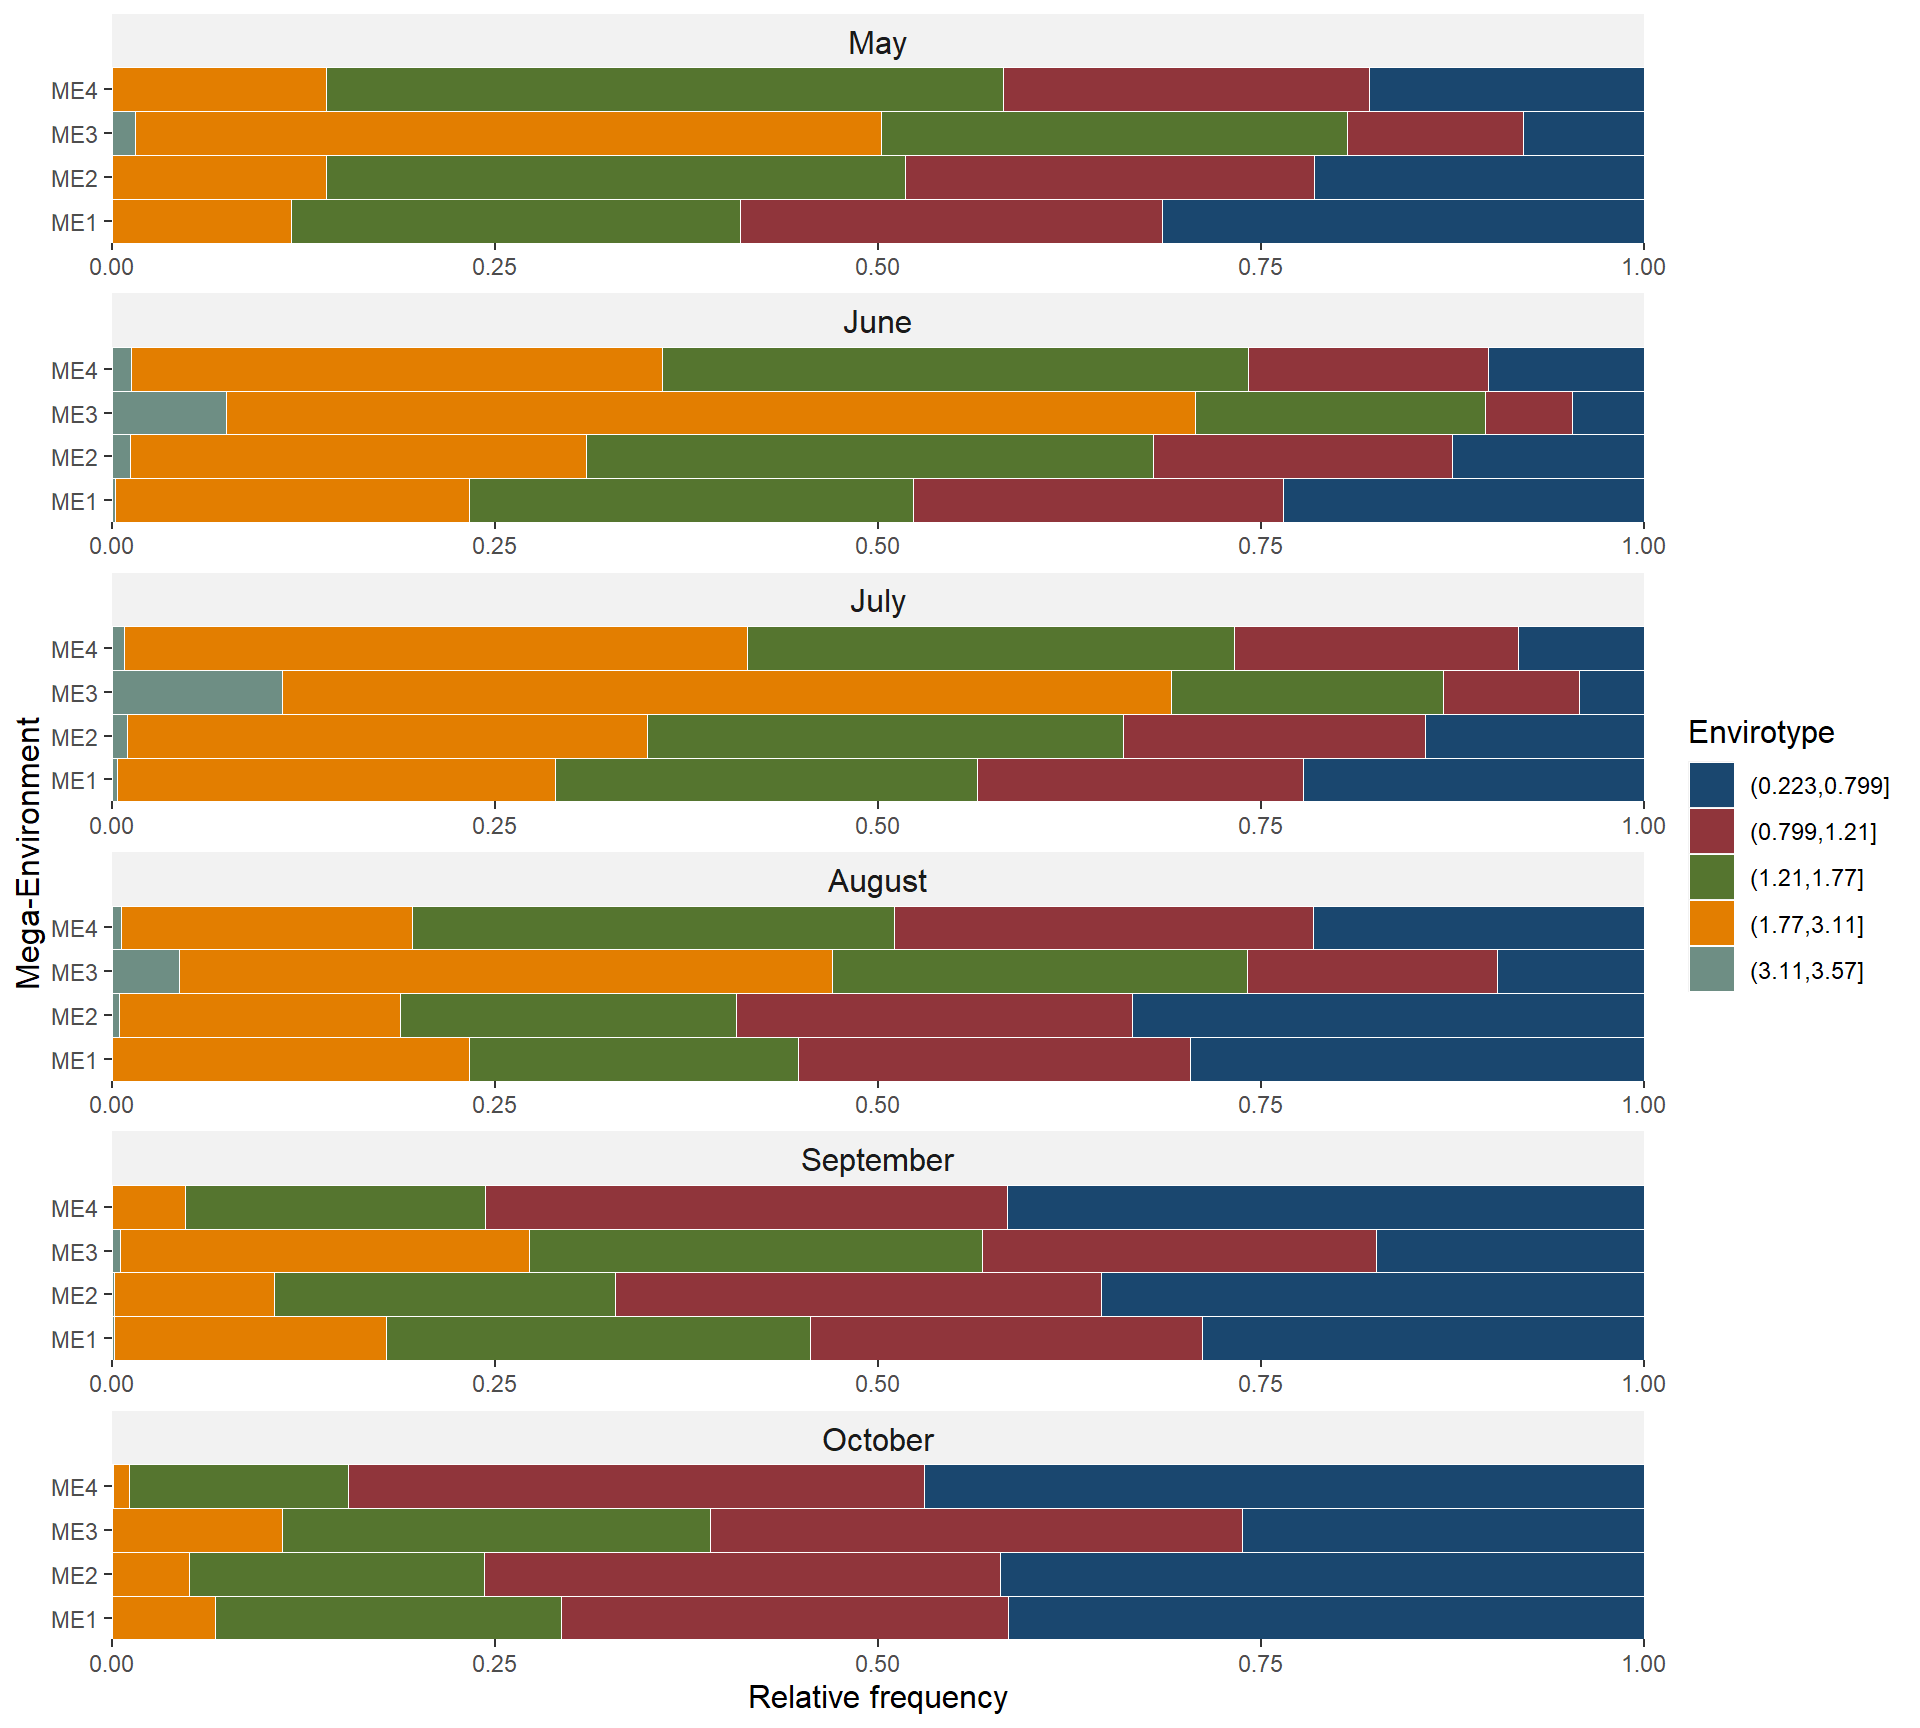 May
ME4
ME3
ME2
ME1
0.00 0.25 0.50 0.75 1.00
June
ME4
ME3
ME2
ME1
0.00 0.25 0.50 0.75 1.00
July
ME4
ME3
ME2
ME1
0.00 0.25 0.50 0.75 1.00
August
ME4
ME3
ME2
ME1
0.00 0.25 0.50 0.75 1.00
September
ME4
ME3
ME2
ME1
0.00 0.25 0.50 0.75 1.00
October
ME4
ME3
ME2
ME1
0.00 0.25 0.50 0.75 1.00
Relative frequency
Mega-Environment
Envirotype
(0.223,0.799]
(0.799,1.21]
(1.21,1.77]
(1.77,3.11]
(3.11,3.57]